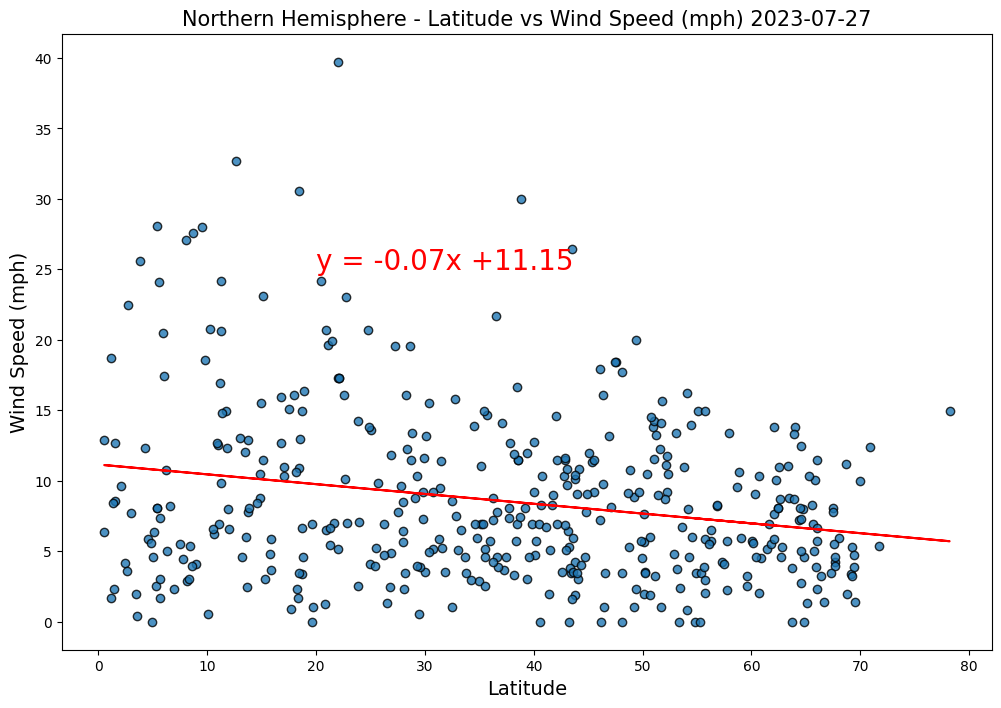 Northern Hemisphere - Latitude vs Wind Speed (mph) 2023-07-27
Wind Speed (mph)
40
35
30
25
20
15
10
5
0
y = -0.07x +11.15
0 10 20 30 40 50 60 70 80
Latitude